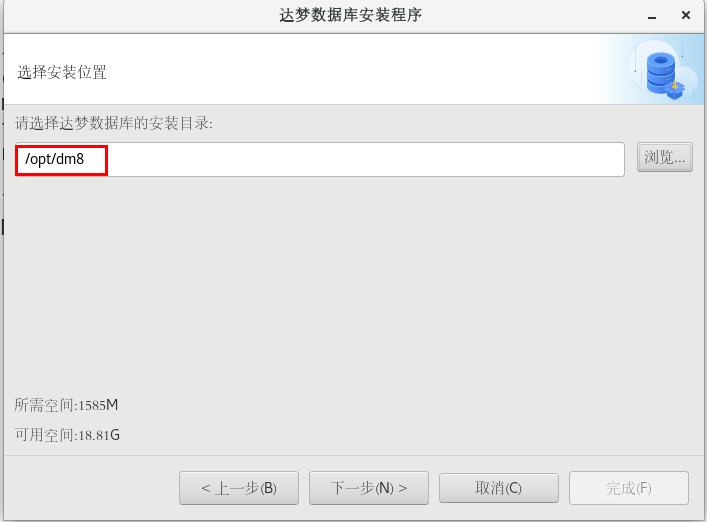 达梦数据库安装程序
选择安装位置
请选择达梦数据库的安装目录:
/opt/dm8
浏览...
所需空间:1585M
可用空间:18.81G
< 上一步(B)
下一步(N) >
取消(C)
完成(F)